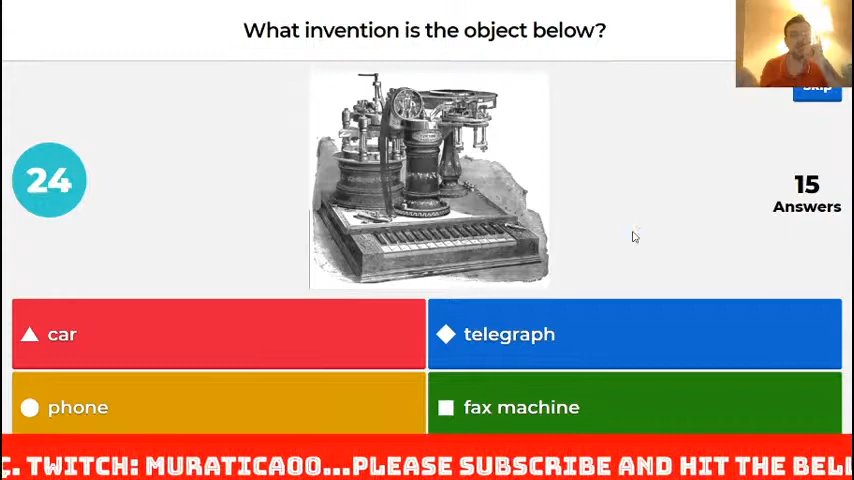 What invention is the object below?
Skip
24
15
Answers
car
telegraph
phone
fax machine
C. TWITCH: MURATICA00...PLEASE SUBSCRIBE AND HIT THE BELL